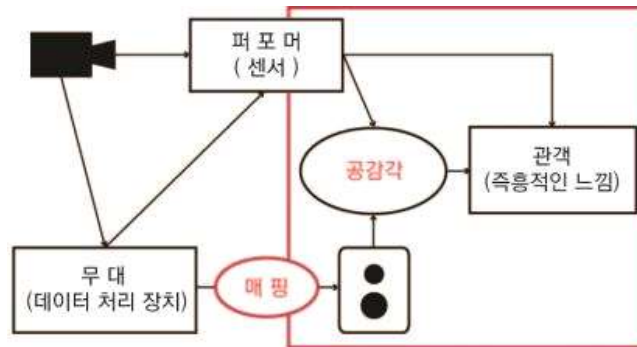 퍼 포 머
( 센서 )
공감각
관객
(즉흥적인 느낌)
무 대
(데이터 처리 장치)
매 핑